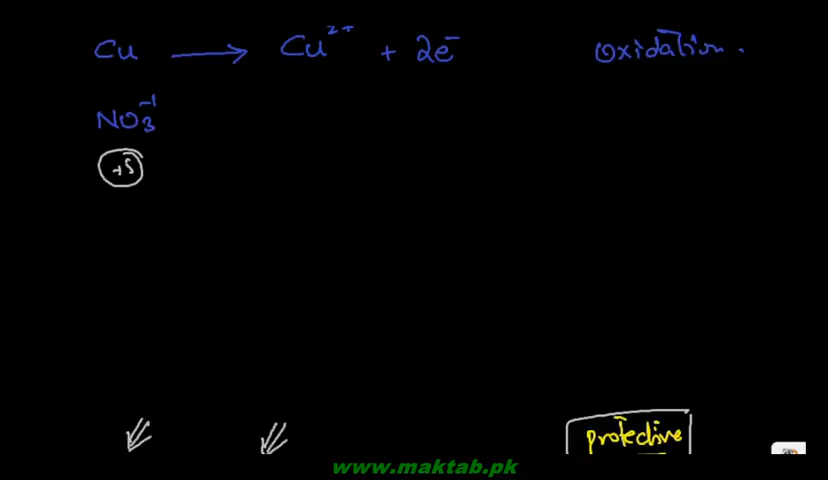 Cu ⟶ Cu²⁺ + 2e⁻ Oxidation.
NO₃⁻¹
+5
protective
www.maktab.pk